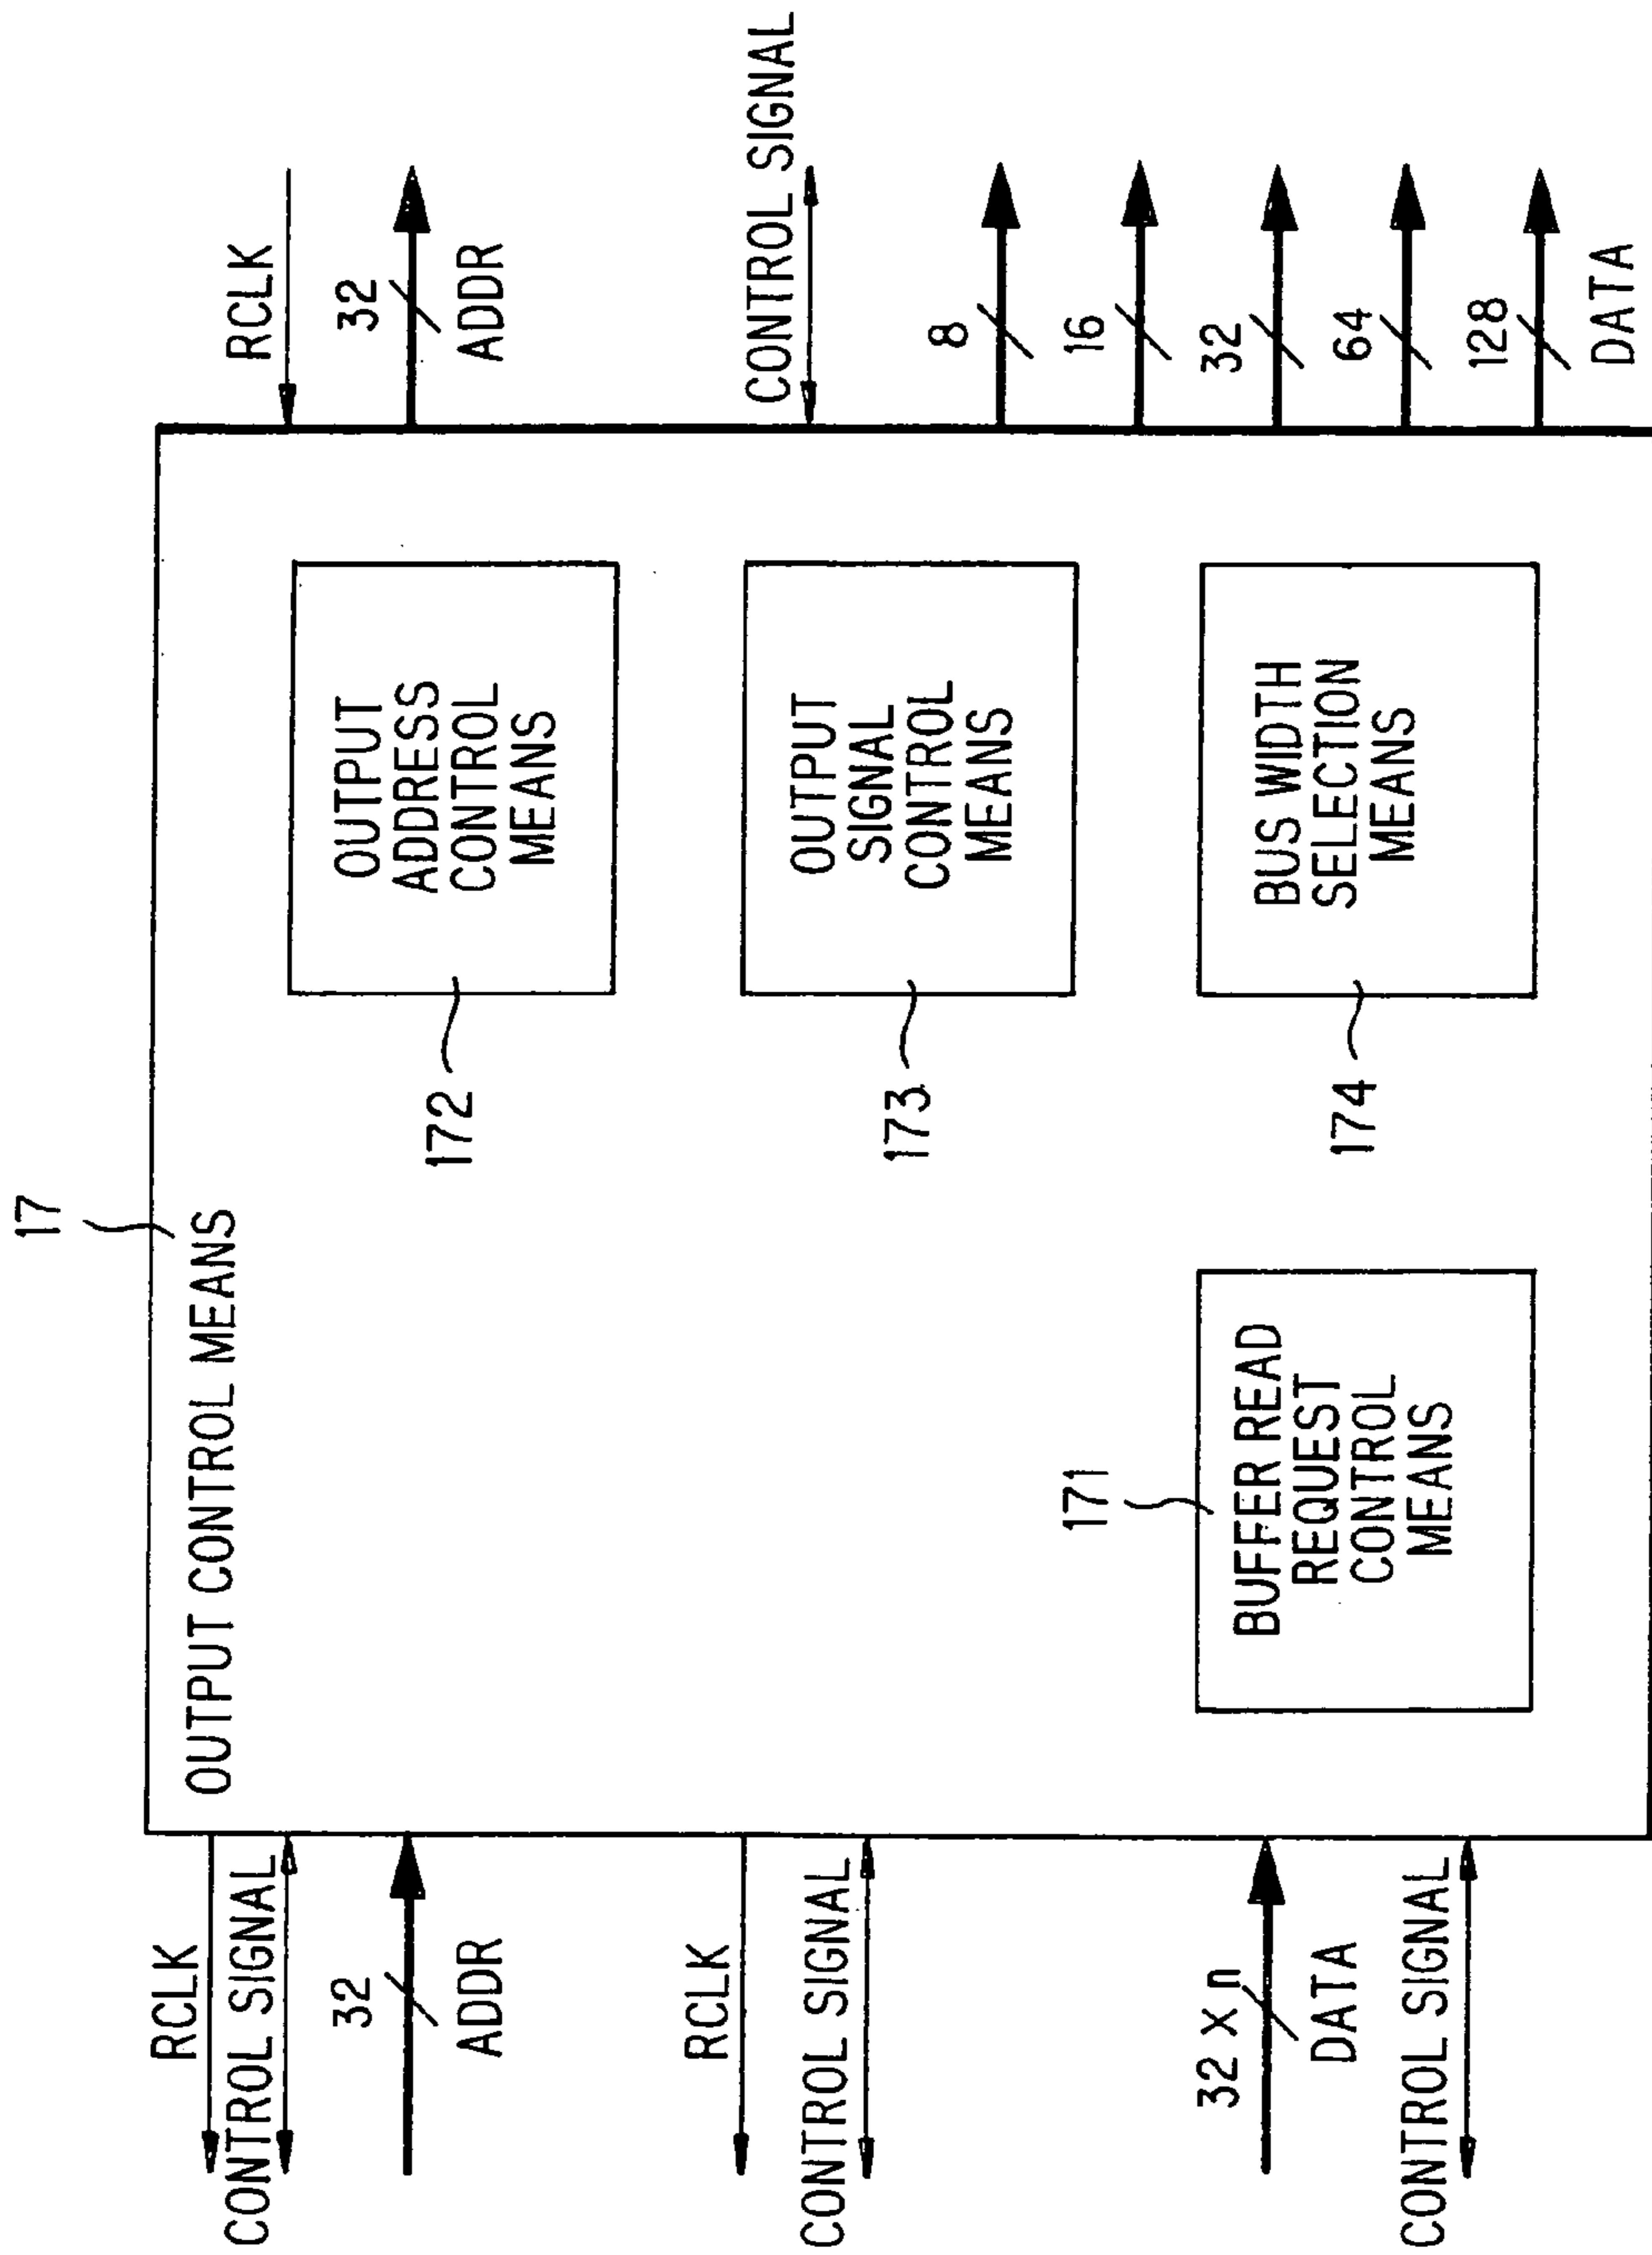 17
OUTPUT CONTROL MEANS
RCLK
CONTROL SIGNAL
32
ADDR
RCLK
CONTROL SIGNAL
32 x n
DATA
CONTROL SIGNAL
171
BUFFER READ
REQUEST
CONTROL
MEANS
172
OUTPUT
ADDRESS
CONTROL
MEANS
173
OUTPUT
SIGNAL
CONTROL
MEANS
174
BUS WIDTH
SELECTION
MEANS
RCLK
32
ADDR
CONTROL SIGNAL
8
16
32
64
128
DATA